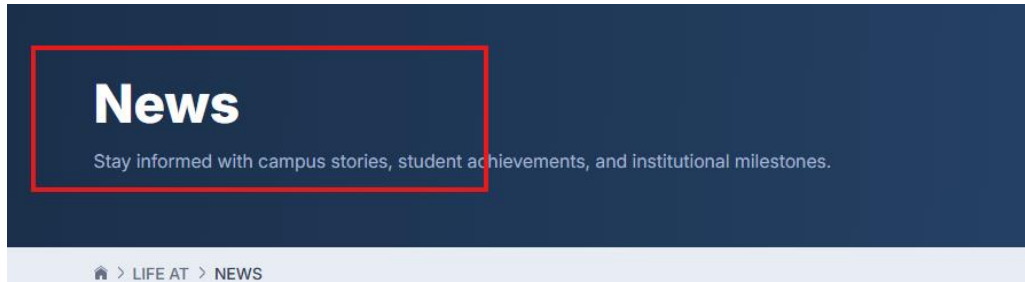 News
Stay informed with campus stories, student achievements, and institutional milestones.
> LIFE AT > NEWS